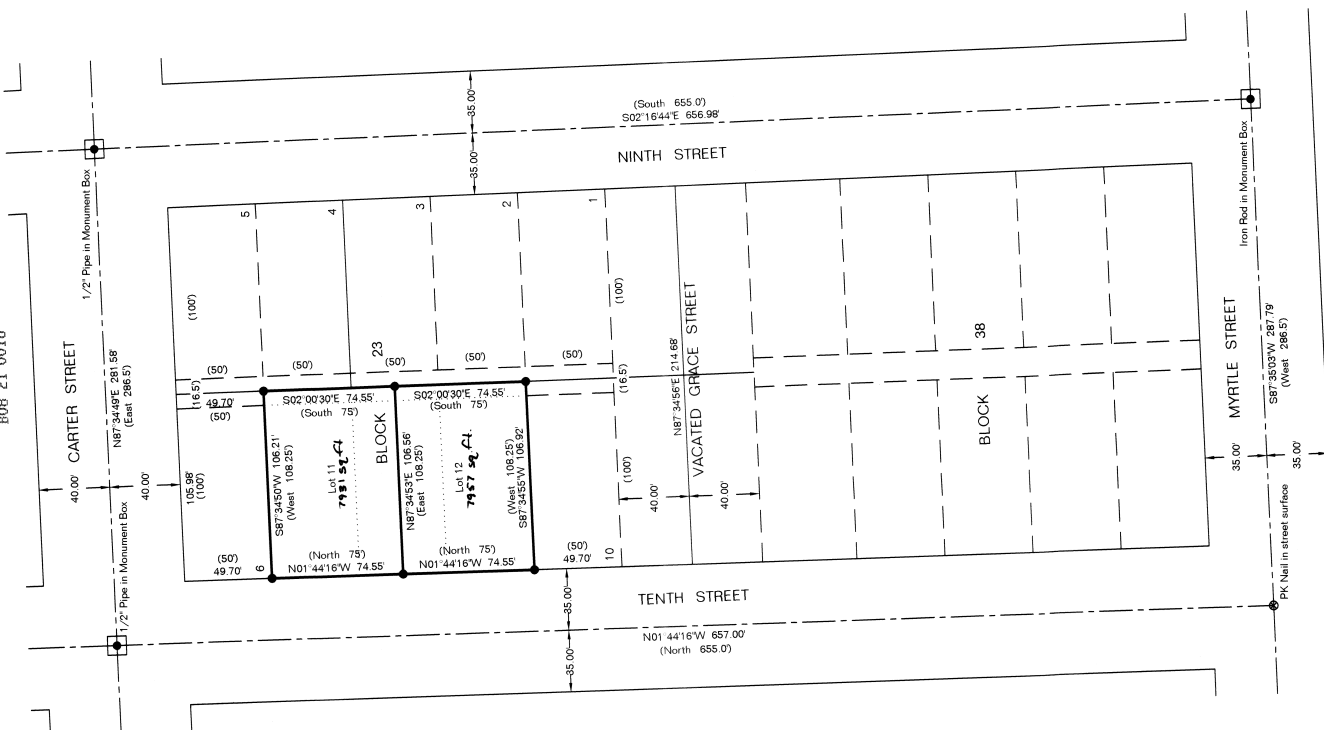 (South 655.0')
S02°16'44"E 656.98'
NINTH STREET
35.00'
35.00'
1/2" Pipe in Monument Box
Iron Rod in Monument Box
5
4
3
2
1
(100')
(100')
CARTER STREET
N87°34'49"E 281.58'
(East 286.5')
40.00'
40.00'
23
BLOCK
(50')
(50')
(50')
(50')
(50')
(16.5')
(16.5')
49.70'
(50')
105.98'
(100')
S02°00'30"E 74.55'
(South 75')
S02°00'30"E 74.55'
(South 75')
S87°34'50"W 106.21'
(West 108.25')
Lot 11
7931 sq.ft
N87°34'53"E 106.56'
(East 108.25')
Lot 12
7957 sq.ft.
(West 108.25')
S87°34'55"W 106.92'
(North 75')
N01°44'16"W 74.55'
(North 75')
N01°44'16"W 74.55'
(50')
49.70'
6
(50')
49.70'
10
(100')
N87°34'56"E 214.68'
VACATED GRACE STREET
40.00'
40.00'
38
BLOCK
MYRTLE STREET
S87°35'03"W 287.79'
(West 286.5')
35.00'
35.00'
PK Nail in street surface
1/2" Pipe in Monument Box
TENTH STREET
35.00'
35.00'
N01°44'16"W 657.00'
(North 655.0')